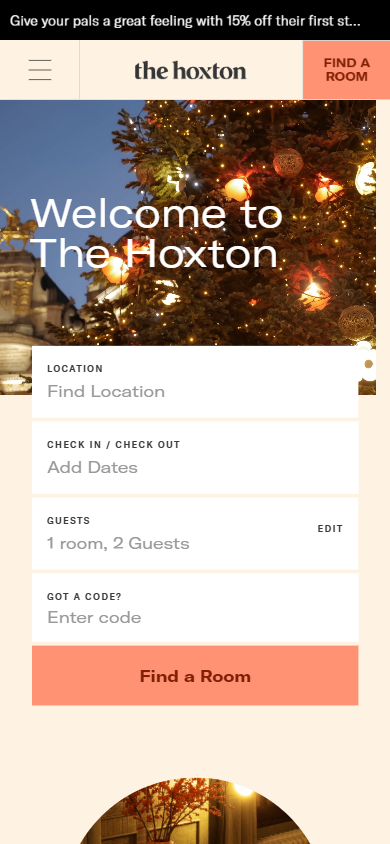 Give your pals a great feeling with 15% off their first st...
the hoxton
FIND A
ROOM
Welcome to
The Hoxton
LOCATION
Find Location
CHECK IN / CHECK OUT
Add Dates
GUESTS
1 room, 2 Guests
EDIT
GOT A CODE?
Enter code
Find a Room